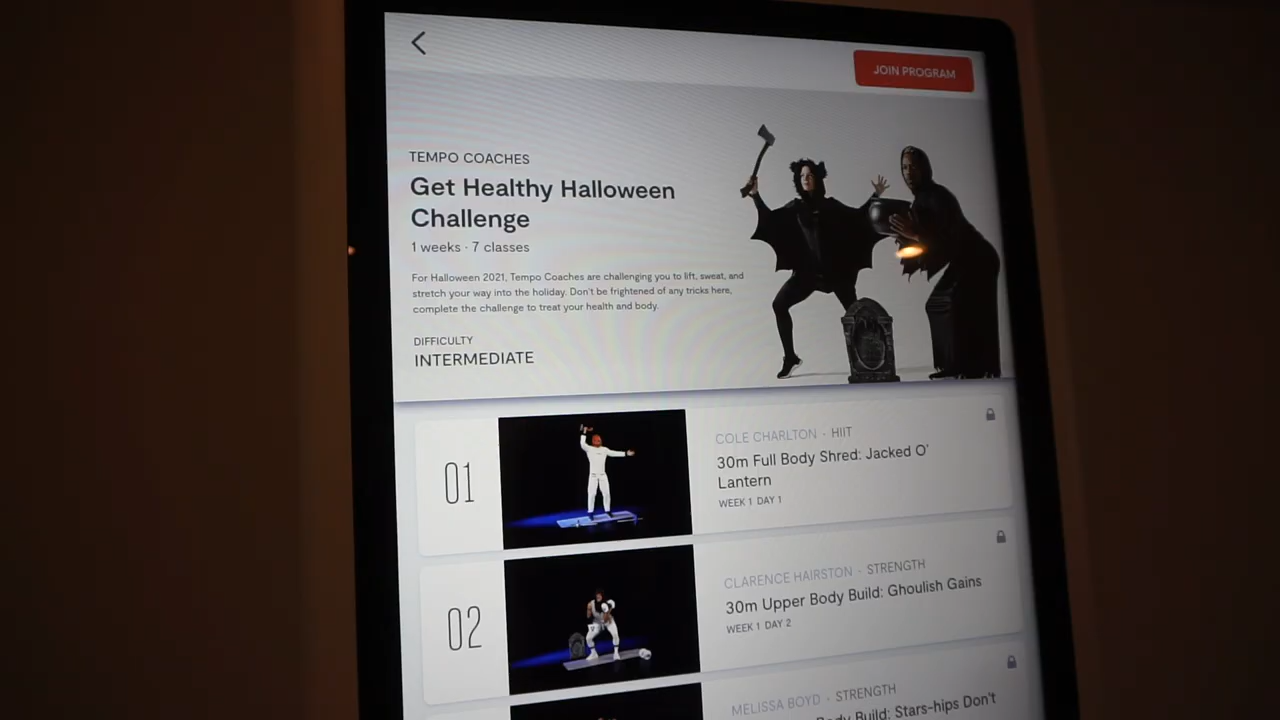 JOIN PROGRAM
TEMPO COACHES
Get Healthy Halloween
Challenge
1 weeks · 7 classes
For Halloween 2021, Tempo Coaches are challenging you to lift, sweat, and
stretch your way into the holiday. Don't be frightened of any tricks here,
complete the challenge to treat your health and body.
DIFFICULTY
INTERMEDIATE
01
COLE CHARLTON - HIIT
30m Full Body Shred: Jacked O'
Lantern
WEEK 1 DAY 1
02
CLARENCE HAIRSTON - STRENGTH
30m Upper Body Build: Ghoulish Gains
WEEK 1 DAY 2
MELISSA BOYD - STRENGTH
Body Build: Stars-hips Don't